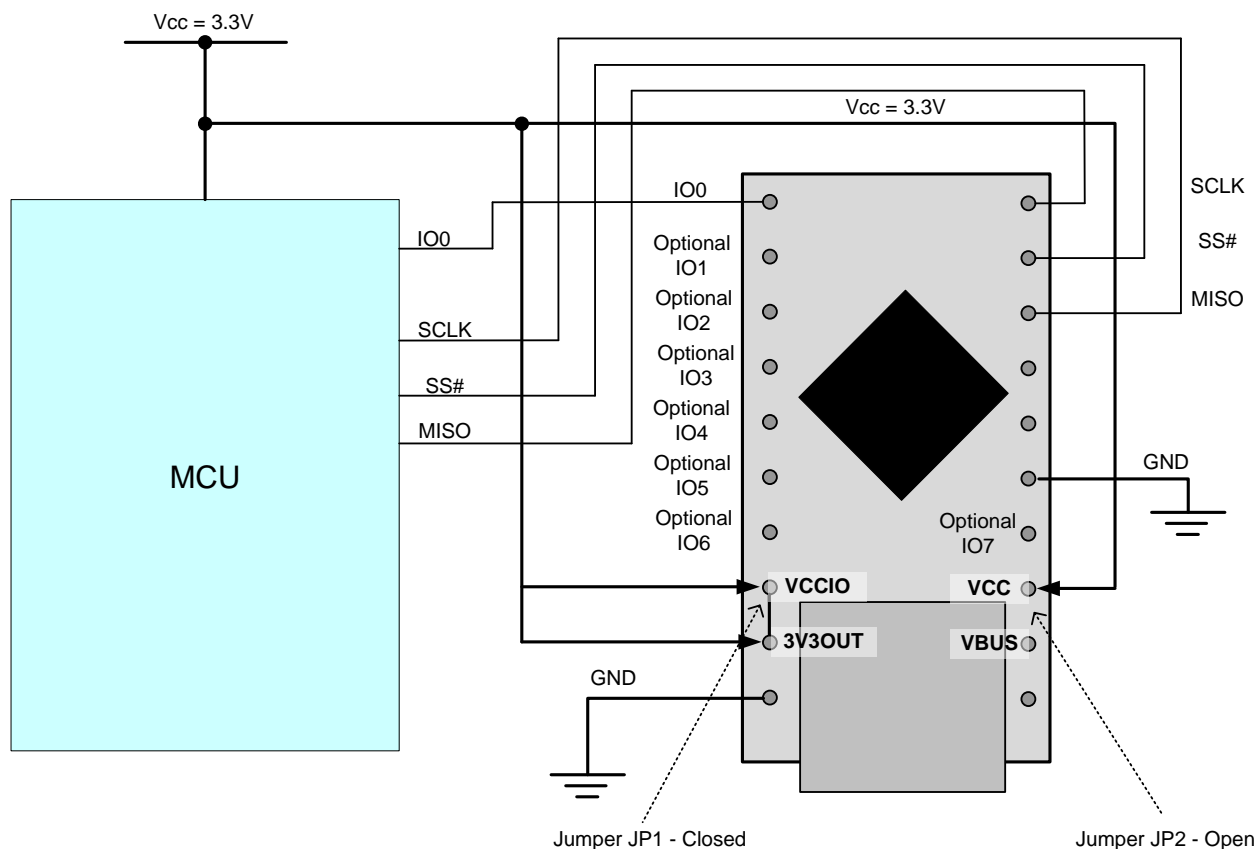 Vcc = 3.3V
Vcc = 3.3V
IO0
SCLK
SS#
MISO
MCU
IO0
Optional
IO1
Optional
IO2
Optional
IO3
Optional
IO4
Optional
IO5
Optional
IO6
VCCIO
3V3OUT
GND
SCLK
SS#
MISO
GND
Optional
IO7
VCC
VBUS
Jumper JP1 - Closed
Jumper JP2 - Open